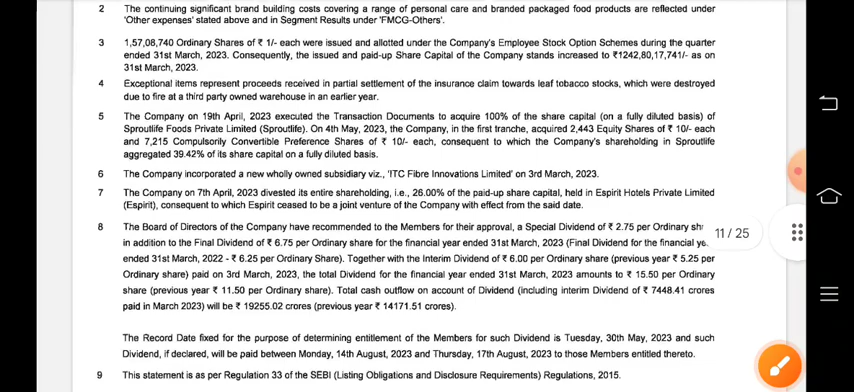 2 The continuing significant brand building costs covering a range of personal care and branded packaged food products are reflected under
'Other expenses' stated above and in Segment Results under 'FMCG-Others'.
3 1,57,08,740 Ordinary Shares of ₹ 1/- each were issued and allotted under the Company's Employee Stock Option Schemes during the quarter
ended 31st March, 2023. Consequently, the issued and paid-up Share Capital of the Company stands increased to ₹1242,80,17,741/- as on
31st March, 2023.
4 Exceptional items represent proceeds received in partial settlement of the insurance claim towards leaf tobacco stocks, which were destroyed
due to fire at a third party owned warehouse in an earlier year.
5 The Company on 19th April, 2023 executed the Transaction Documents to acquire 100% of the share capital (on a fully diluted basis) of
Sproutlife Foods Private Limited (Sproutlife). On 4th May, 2023, the Company, in the first tranche, acquired 2,443 Equity Shares of ₹ 10/- each
and 7,215 Compulsorily Convertible Preference Shares of ₹ 10/- each, consequent to which the Company's shareholding in Sproutlife
aggregated 39.42% of its share capital on a fully diluted basis.
6 The Company incorporated a new wholly owned subsidiary viz., 'ITC Fibre Innovations Limited' on 3rd March, 2023.
7 The Company on 7th April, 2023 divested its entire shareholding, i.e., 26.00% of the paid-up share capital, held in Espirit Hotels Private Limited
(Espirit), consequent to which Espirit ceased to be a joint venture of the Company with effect from the said date.
8 The Board of Directors of the Company have recommended to the Members for their approval, a Special Dividend of ₹ 2.75 per Ordinary
11 / 25
in addition to the Final Dividend of ₹ 6.75 per Ordinary share for the financial year ended 31st March, 2023 (Final Dividend for the financial
ended 31st March, 2022 - ₹ 6.25 per Ordinary Share). Together with the Interim Dividend of ₹ 6.00 per Ordinary share (previous year ₹ 5.25 per
Ordinary share) paid on 3rd March, 2023, the total Dividend for the financial year ended 31st March, 2023 amounts to ₹ 15.50 per Ordinary
share (previous year ₹ 11.50 per Ordinary share). Total cash outflow on account of Dividend (including interim Dividend of ₹ 7448.41 crores
paid in March 2023) will be ₹ 19255.02 crores (previous year ₹ 14171.51 crores).
The Record Date fixed for the purpose of determining entitlement of the Members for such Dividend is Tuesday, 30th May, 2023 and such
Dividend, if declared, will be paid between Monday, 14th August, 2023 and Thursday, 17th August, 2023 to those Members entitled thereto.
9 This statement is as per Regulation 33 of the SEBI (Listing Obligations and Disclosure Requirements) Regulations, 2015.